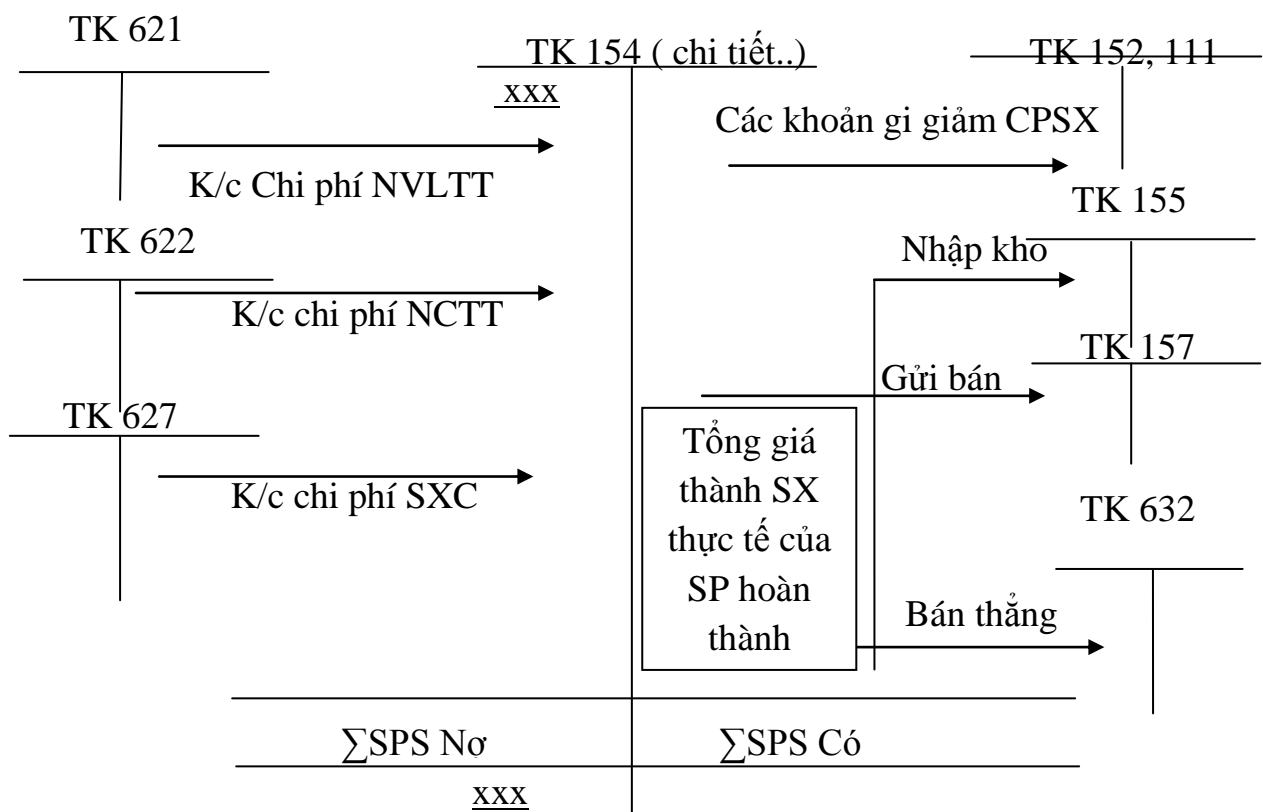 TK 621
TK 154 ( chi tiết..)
TK 152, 111
xxx
Các khoản gi giảm CPSX
K/c Chi phí NVLTT
TK 155
TK 622
Nhập kho
K/c chi phí NCTT
TK 157
Gửi bán
TK 627
Tổng giá
thành SX
thực tế của
SP hoàn
thành
K/c chi phí SXC
TK 632
Bán thẳng
∑SPS Nợ
∑SPS Có
xxx